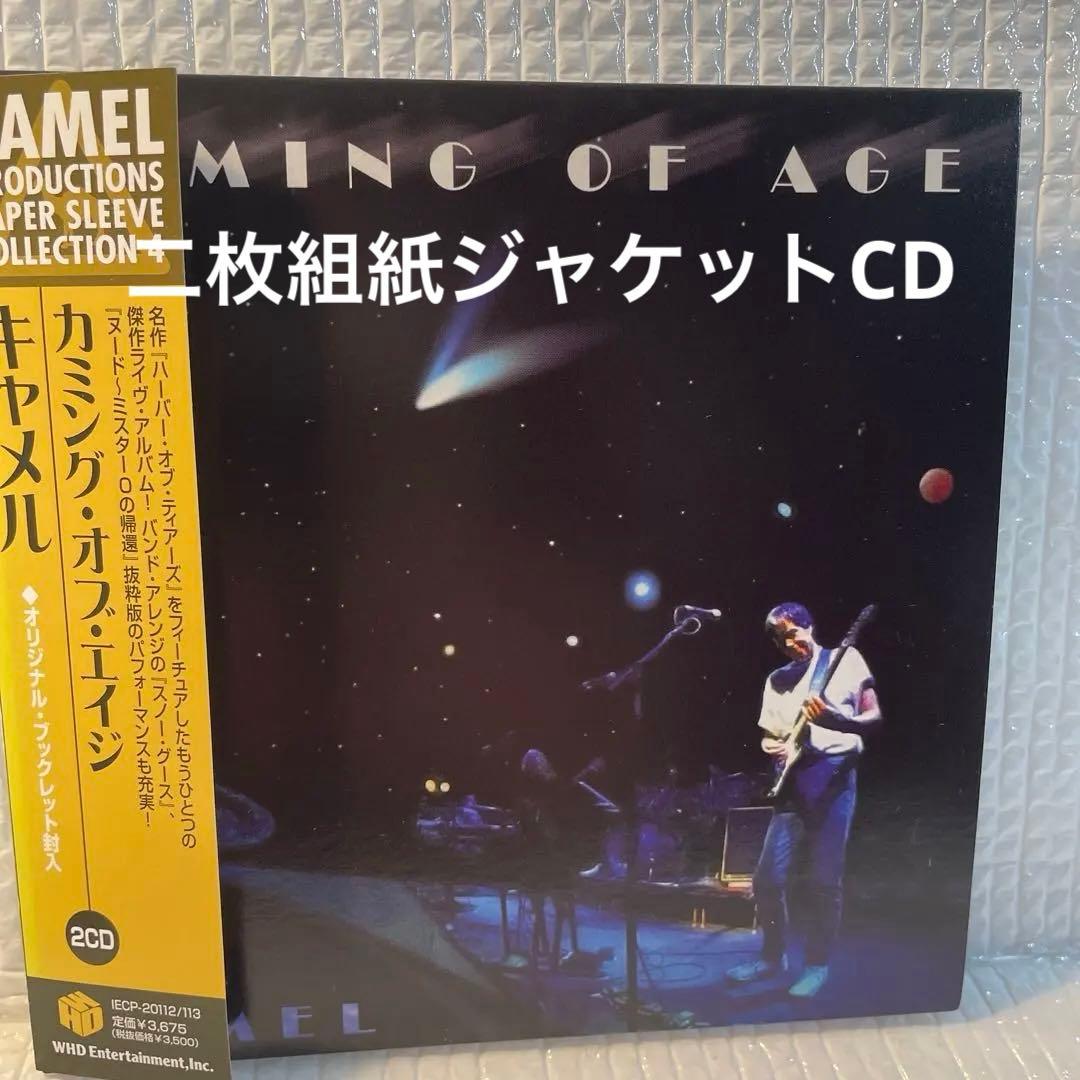 AMEL
RODUCTIONS
APER SLEEVE
OLLECTION 4
MING OF AGE
二枚組紙ジャケットCD
名作『ハーバー・オブ・ティアーズ』をフィーチュアしたもうひとつの
傑作ライヴ・アルバム！ バンド・アレンジの『スノー・グース』、
『ヌード～ミスターOの帰還』抜粋版のパフォーマンスも充実！
カミング・オブ・エイジ
キャメル
◆オリジナル・ブックレット封入
2CD
IECP-20112/113
定価¥3,675
(税抜価格¥3,500)
WHD Entertainment,Inc.
MEL